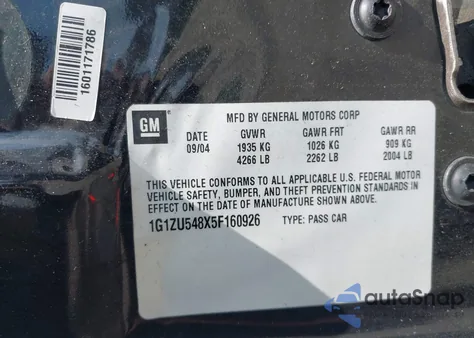 1601171786
GM
MFD BY GENERAL MOTORS CORP
DATE GVWR GAWR FRT GAWR RR
09/04 1935 KG 1026 KG 909 KG
4266 LB 2262 LB 2004 LB
THIS VEHICLE CONFORMS TO ALL APPLICABLE U.S. FEDERAL MOTOR
VEHICLE SAFETY, BUMPER, AND THEFT PREVENTION STANDARDS IN
EFFECT ON THE DATE OF MANUFACTURE SHOWN ABOVE.
1G1ZU548X5F160926 TYPE: PASS CAR
autoSnap